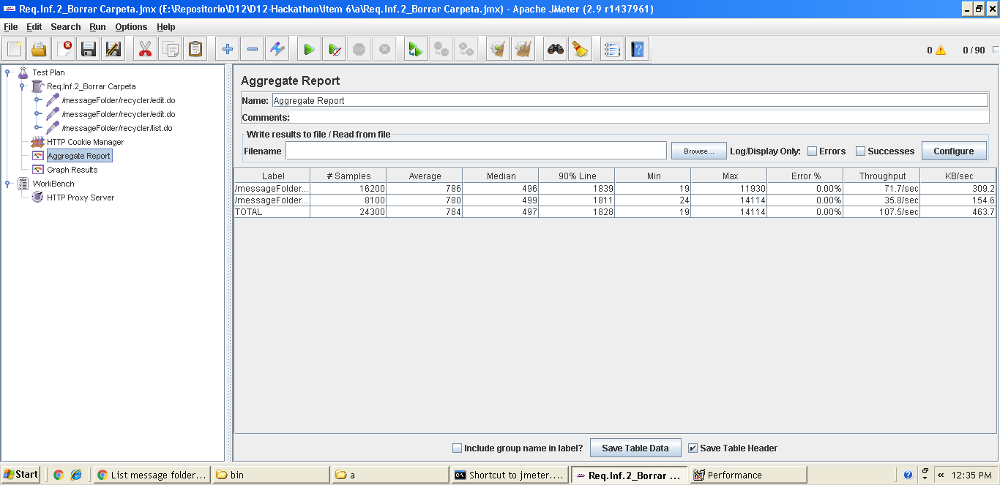 Req.Inf.2_Borrar Carpeta.jmx (E:\Repositorio\D12\D12-Hackathon\item 6\a\Req.Inf.2_Borrar Carpeta.jmx) - Apache JMeter (2.9 r1437961)
File Edit Search Run Options Help
0 0 / 90
Test Plan
Req.Inf.2_Borrar Carpeta
/messageFolder/recycler/edit.do
/messageFolder/recycler/edit.do
/messageFolder/recycler/list.do
HTTP Cookie Manager
Aggregate Report
Graph Results
WorkBench
HTTP Proxy Server
Aggregate Report
Name: Aggregate Report
Comments:
Write results to file / Read from file
Filename Browse... Log/Display Only: Errors Successes Configure
Label # Samples Average Median 90% Line Min Max Error % Throughput KB/sec
/messageFolder... 16200 786 496 1839 19 11930 0.00% 71.7/sec 309.2
/messageFolder... 8100 780 499 1811 24 14114 0.00% 35.8/sec 154.6
TOTAL 24300 784 497 1828 19 14114 0.00% 107.5/sec 463.7
Include group name in label? Save Table Data Save Table Header
Start List message folder... bin a Shortcut to jmeter.... Req.Inf.2_Borrar ... Performance « 12:35 PM